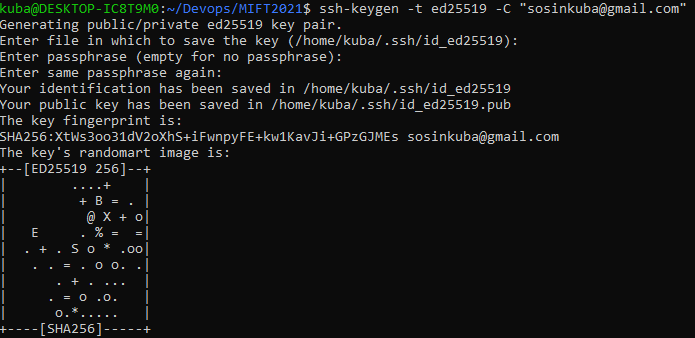 kuba@DESKTOP-IC8T9M0:~/Devops/MIFT2021$ ssh-keygen -t ed25519 -C "sosinkuba@gmail.com"
Generating public/private ed25519 key pair.
Enter file in which to save the key (/home/kuba/.ssh/id_ed25519):
Enter passphrase (empty for no passphrase):
Enter same passphrase again:
Your identification has been saved in /home/kuba/.ssh/id_ed25519
Your public key has been saved in /home/kuba/.ssh/id_ed25519.pub
The key fingerprint is:
SHA256:XtWs3oo31dV2oXhS+iFwnpyFE+kw1KavJi+GPzGJMEs sosinkuba@gmail.com
The key's randomart image is:
+--[ED25519 256]--+
|        ....+    |
|         + B = . |
|          @ X + o|
|   E     . % =  =|
|  . + . S o * .oo|
|   . . = . o o. .|
|      . + . ...  |
|     . = o .o.   |
|      o.*.....   |
+----[SHA256]-----+